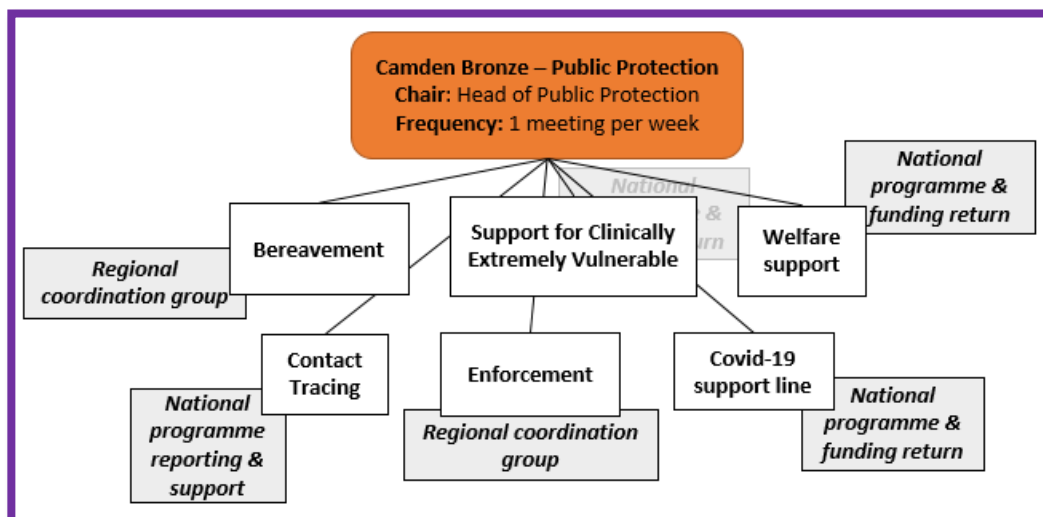 Camden Bronze – Public Protection
Chair: Head of Public Protection
Frequency: 1 meeting per week
National
programme &
funding return
National
& 
Bereavement
Support for Clinically
Extremely Vulnerable
Welfare
support
Regional
coordination group
Contact
Tracing
Enforcement
Covid-19
support line
National
programme
reporting &
support
Regional coordination
group
National
programme &
funding return